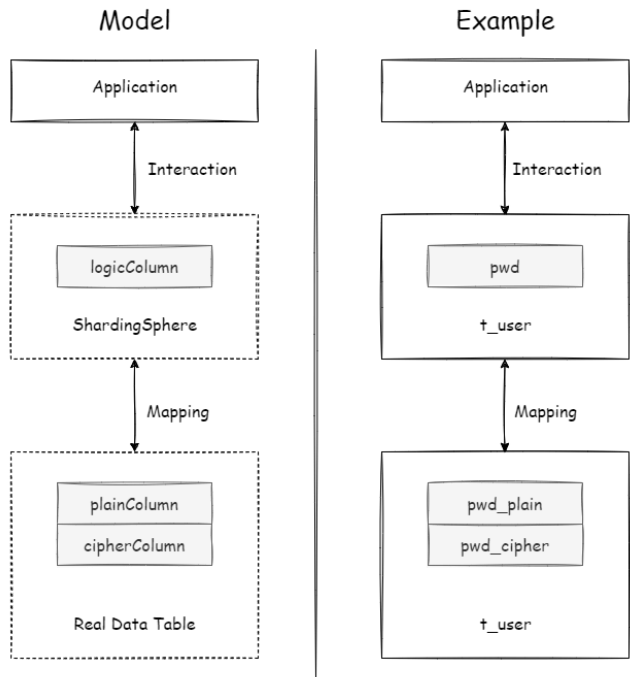 Model
Application
Interaction
logicColumn
ShardingSphere
Mapping
plainColumn
cipherColumn
Real Data Table
Example
Application
Interaction
pwd
t_user
Mapping
pwd_plain
pwd_cipher
t_user